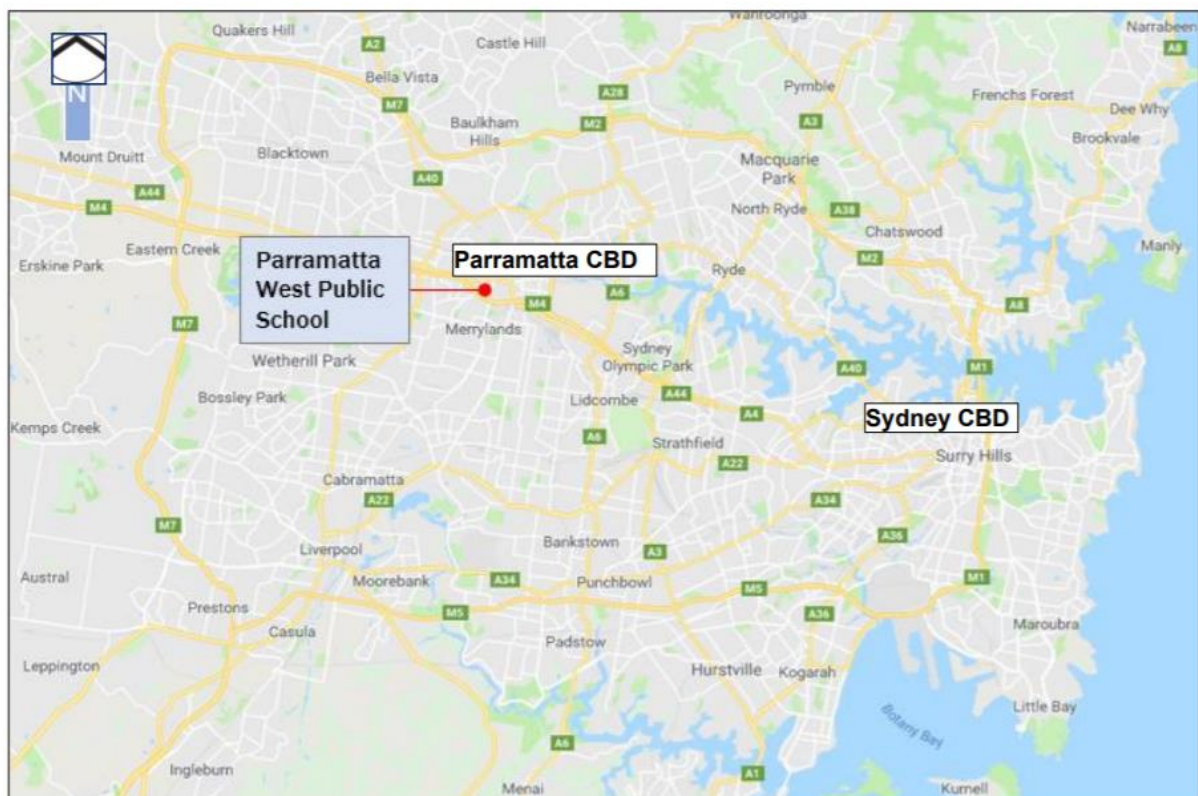 Wahroonga
Narrabeen
Quakers Hill
A2
Castle Hill
A8
N
Bella Vista
M7
A28
Pymble
Frenchs Forest
Dee Why
Baulkham
Hills
M2
A3
Brookvale
Mount Druitt
Blacktown
Macquarie
Park
A44
A40
M4
North Ryde
A38
Chatswood
Eastern Creek
Erskine Park
Parramatta
West Public
School
Parramatta CBD
Ryde
M2
Manly
A6
M4
A8
M7
Merrylands
Sydney
Olympic Park
Wetherill Park
A40
M1
Bossley Park
Lidcombe
A44
A4
Sydney CBD
Kemps Creek
A6
Strathfield
A22
Surry Hills
Cabramatta
A22
A34
M7
A36
Liverpool
Bankstown
A3
Austral
Moorebank
A34
Punchbowl
M5
M1
Prestons
M5
A36
Casula
Padstow
Maroubra
Leppington
Hurstville
Kogarah
Little Bay
Botany Bay
A6
Ingleburn
A1
Menai
Kurnell